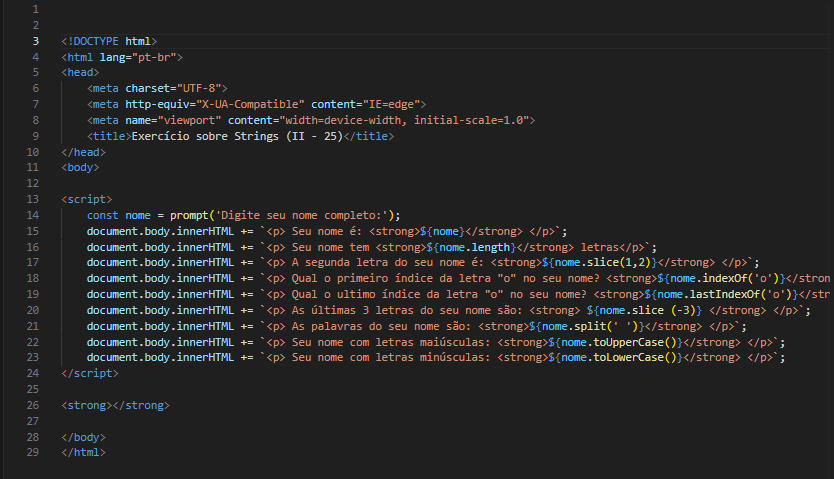 1
2
3 <!DOCTYPE html>
4 <html lang="pt-br">
5 <head>
6     <meta charset="UTF-8">
7     <meta http-equiv="X-UA-Compatible" content="IE=edge">
8     <meta name="viewport" content="width=device-width, initial-scale=1.0">
9     <title>Exercício sobre Strings (II - 25)</title>
10 </head>
11 <body>
12
13 <script>
14     const nome = prompt('Digite seu nome completo:');
15     document.body.innerHTML += `<p> Seu nome é: <strong>${nome}</strong> </p>`;
16     document.body.innerHTML += `<p> Seu nome tem <strong>${nome.length}</strong> letras</p>`;
17     document.body.innerHTML += `<p> A segunda letra do seu nome é: <strong>${nome.slice(1,2)}</strong> </p>`;
18     document.body.innerHTML += `<p> Qual o primeiro índice da letra "o" no seu nome? <strong>${nome.indexOf('o')}</stron
19     document.body.innerHTML += `<p> Qual o ultimo índice da letra "o" no seu nome? <strong>${nome.lastIndexOf('o')}</str
20     document.body.innerHTML += `<p> As últimas 3 letras do seu nome são: <strong> ${nome.slice (-3)} </strong> </p>`;
21     document.body.innerHTML += `<p> As palavras do seu nome são: <strong>${nome.split(' ')}</strong> </p>`;
22     document.body.innerHTML += `<p> Seu nome com letras maiúsculas: <strong>${nome.toUpperCase()}</strong> </p>`;
23     document.body.innerHTML += `<p> Seu nome com letras minúsculas: <strong>${nome.toLowerCase()}</strong> </p>`;
24 </script>
25
26 <strong></strong>
27
28 </body>
29 </html>